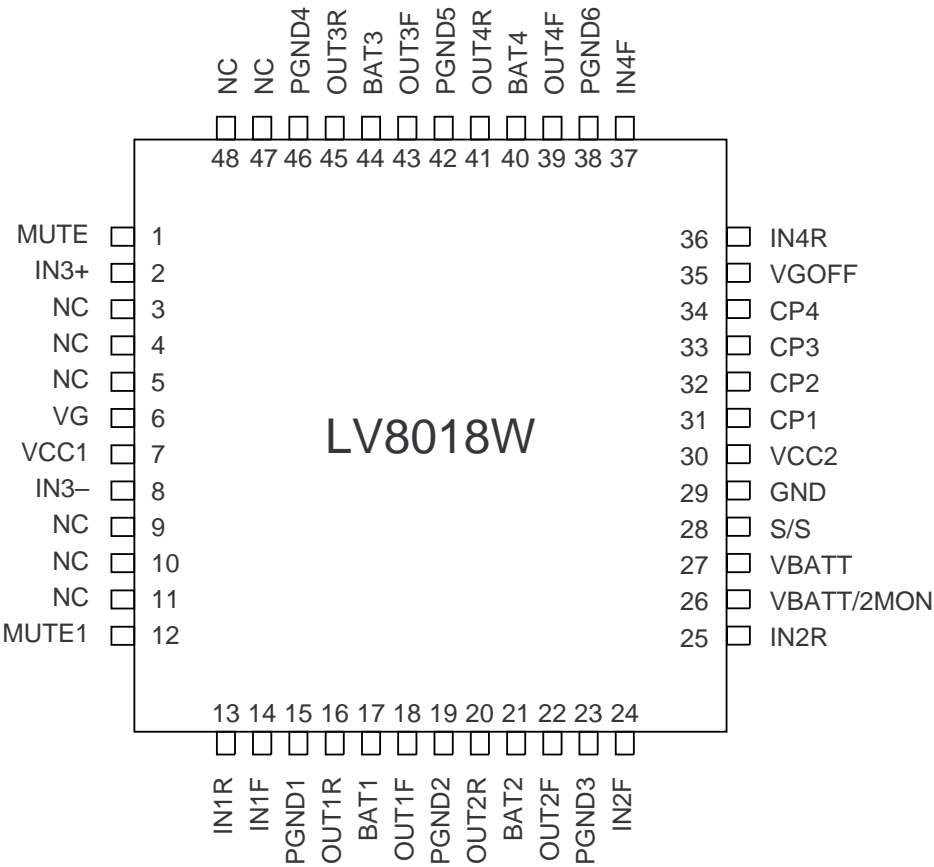 NC NC PGND4 OUT3R BAT3 OUT3F PGND5 OUT4R BAT4 OUT4F PGND6 IN4F
48 47 46 45 44 43 42 41 40 39 38 37
MUTE 1 36 IN4R
IN3+ 2 35 VGOFF
NC 3 34 CP4
NC 4 33 CP3
NC 5 32 CP2
VG 6 31 CP1
LV8018W
VCC1 7 30 VCC2
IN3– 8 29 GND
NC 9 28 S/S
NC 10 27 VBATT
NC 11 26 VBATT/2MON
MUTE1 12 25 IN2R
13 14 15 16 17 18 19 20 21 22 23 24
IN1R IN1F PGND1 OUT1R BAT1 OUT1F PGND2 OUT2R BAT2 OUT2F PGND3 IN2F